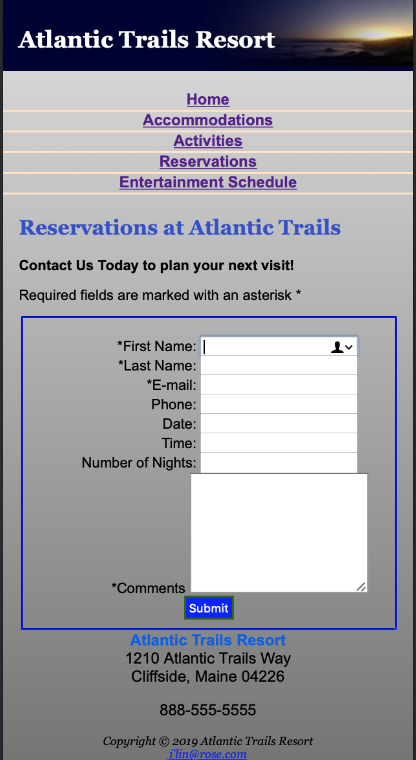 Atlantic Trails Resort
Home
Accommodations
Activities
Reservations
Entertainment Schedule
Reservations at Atlantic Trails
Contact Us Today to plan your next visit!
Required fields are marked with an asterisk *
*First Name:
*Last Name:
*E-mail:
Phone:
Date:
Time:
Number of Nights:
*Comments
Submit
Atlantic Trails Resort
1210 Atlantic Trails Way
Cliffside, Maine 04226
888-555-5555
Copyright © 2019 Atlantic Trails Resort
j'lin@rose.com